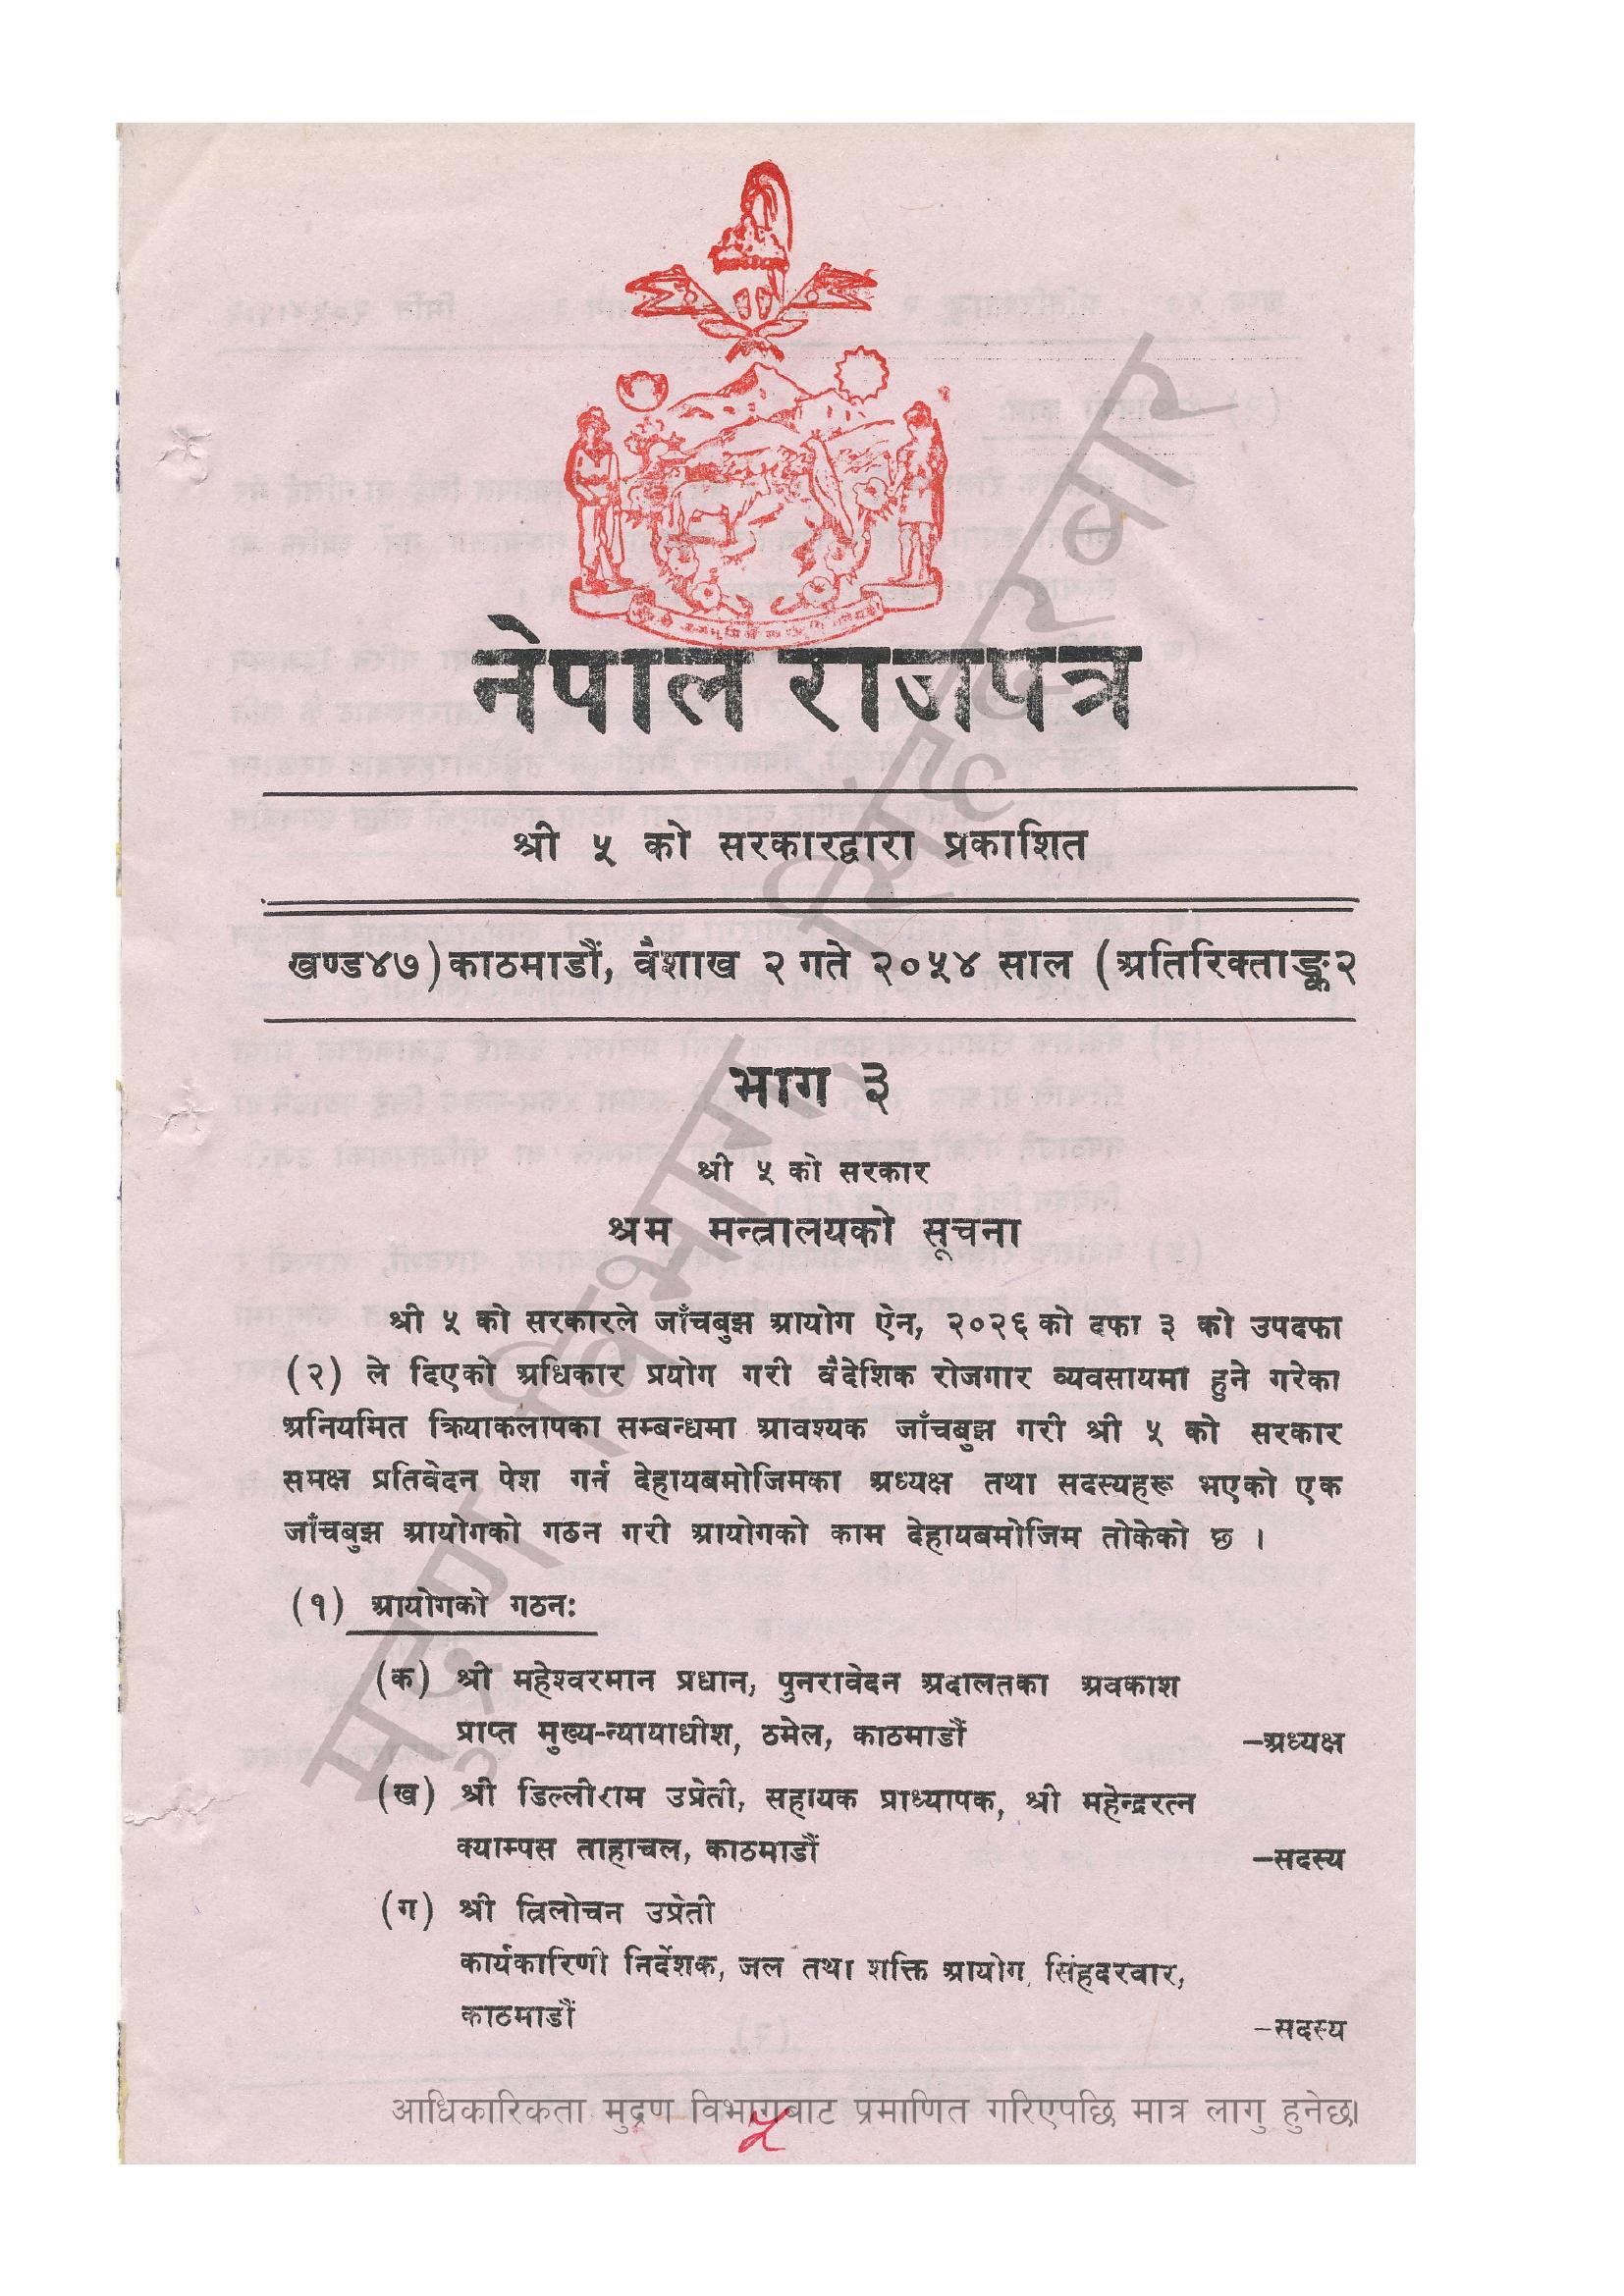 नेपाल राजपत्र
श्री ५ को सरकारद्वारा प्रकाशित
खण्ड४७) काठमाडौं, वैशाख २ गते २०५४ साल (अतिरिक्ताङ्क२
भाग ३
श्री ५ को सरकार
श्रम मन्त्रालयको सूचना
श्री ५ को सरकारले जाँचबुझ आयोग ऐन, २०२६ को दफा ३ को उपदफा
(२) ले दिएको अधिकार प्रयोग गरी वैदेशिक रोजगार व्यवसायमा हुने गरेका
अनियमित क्रियाकलापका सम्बन्धमा आवश्यक जाँचबुझ गरी श्री ५ को सरकार
समक्ष प्रतिवेदन पेश गर्न देहायबमोजिमका अध्यक्ष तथा सदस्यहरू भएको एक
जाँचबुझ आयोगको गठन गरी आयोगको काम देहायबमोजिम तोकेको छ ।
(१) आयोगको गठन:
(क) श्री महेश्वरमान प्रधान, पुनरावेदन अदालतका अवकाश
प्राप्त मुख्य-न्यायाधीश, ठमेल, काठमाडौं –अध्यक्ष
(ख) श्री डिल्लीराम उप्रेती, सहायक प्राध्यापक, श्री महेन्द्ररत्न
क्याम्पस ताहाचल, काठमाडौं –सदस्य
(ग) श्री त्रिलोचन उप्रेती
कार्यकारिणी निर्देशक, जल तथा शक्ति आयोग, सिंहदरवार,
काठमाडौं –सदस्य
मुद्रण विभाग, सिंहदरबार
आधिकारिकता मुद्रण विभागबाट प्रमाणित गरिएपछि मात्र लागु हुनेछ।
५